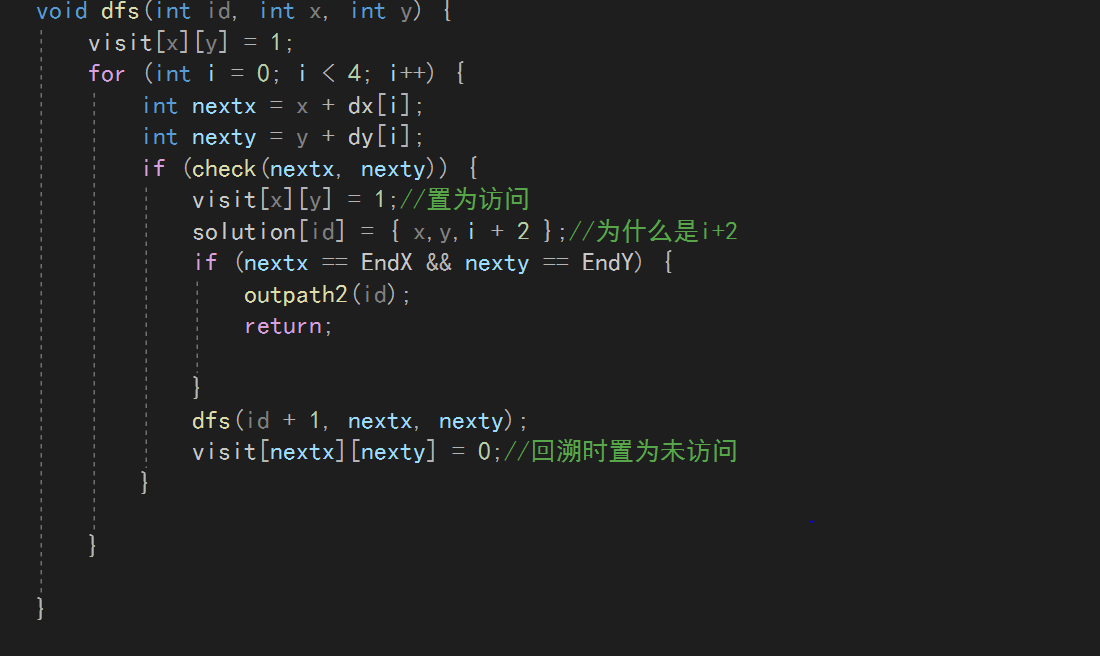 void dfs(int id, int x, int y) {
visit[x][y] = 1;
for (int i = 0; i < 4; i++) {
int nextx = x + dx[i];
int nexty = y + dy[i];
if (check(nextx, nexty)) {
visit[x][y] = 1;//置为访问
solution[id] = { x,y,i + 2 };//为什么是i+2
if (nextx == EndX && nexty == EndY) {
outpath2(id);
return;
}
dfs(id + 1, nextx, nexty);
visit[nextx][nexty] = 0;//回溯时置为未访问
}
}
}